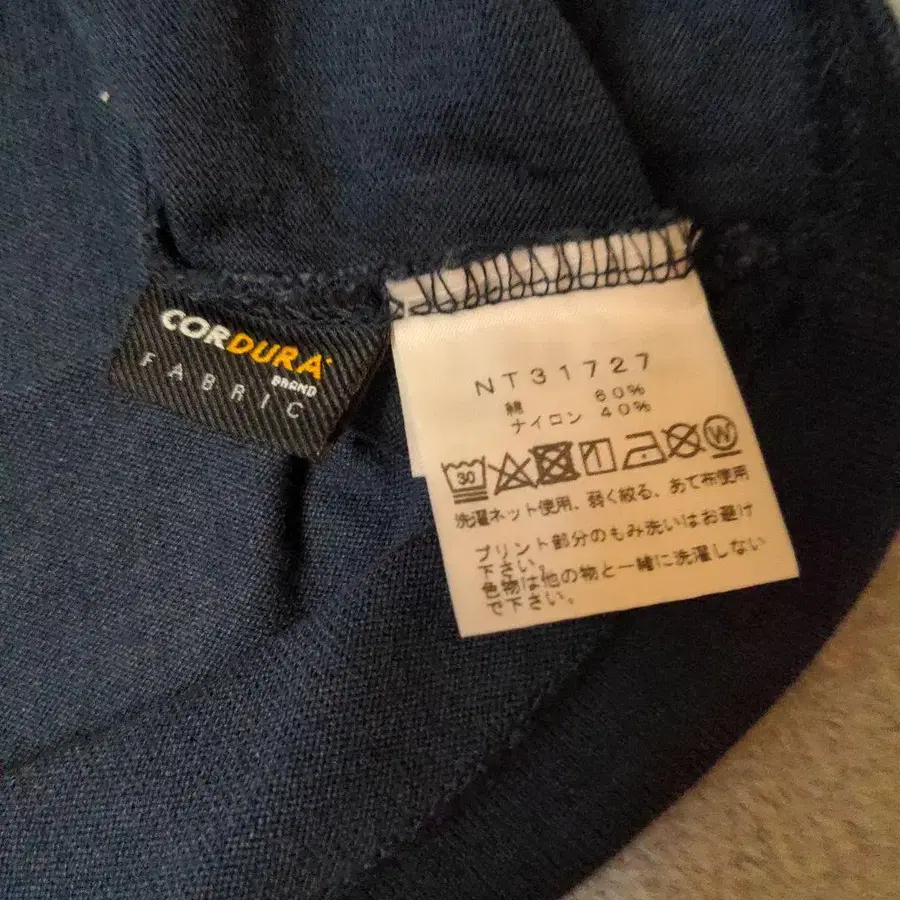 CORDURA
BRAND
FABRIC
NT31727
綿 60%
ナイロン 40%
30 W
洗濯ネット使用、弱く絞る、あて布使用
プリント部分のもみ洗いはお避け
下さい。
色物は他の物と一緒に洗濯しない
で下さい。